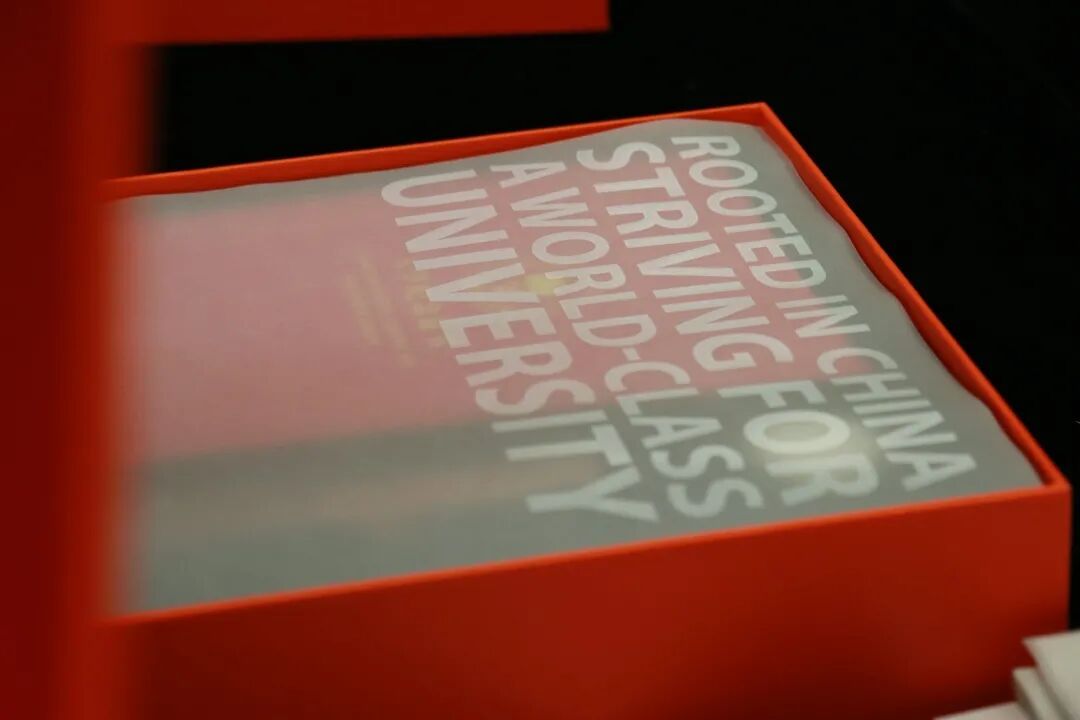 ROOTED IN CHINA
STRIVING FOR
A WORLD-CLASS
UNIVERSITY